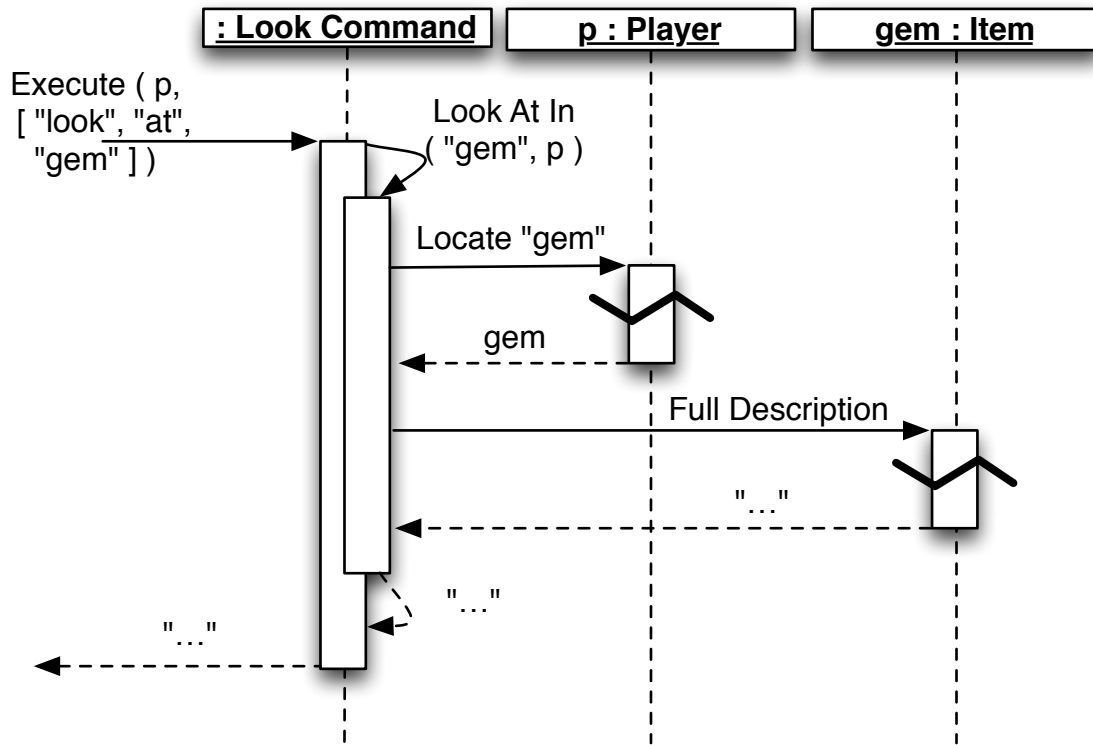 : Look Command
p : Player
gem : Item
Execute ( p,
[ "look", "at",
"gem" ] )
Look At In
( "gem", p )
Locate "gem"
gem
Full Description
"..."
"..."
"..."